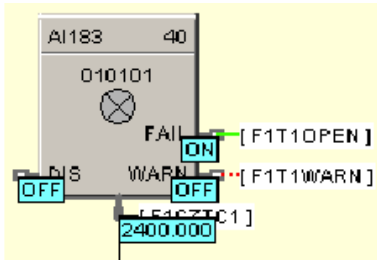 AI183 40
010101
FAIL [F1T1OPEN]
ON
DIS WARN [F1T1WARN]
OFF OFF
2400.000